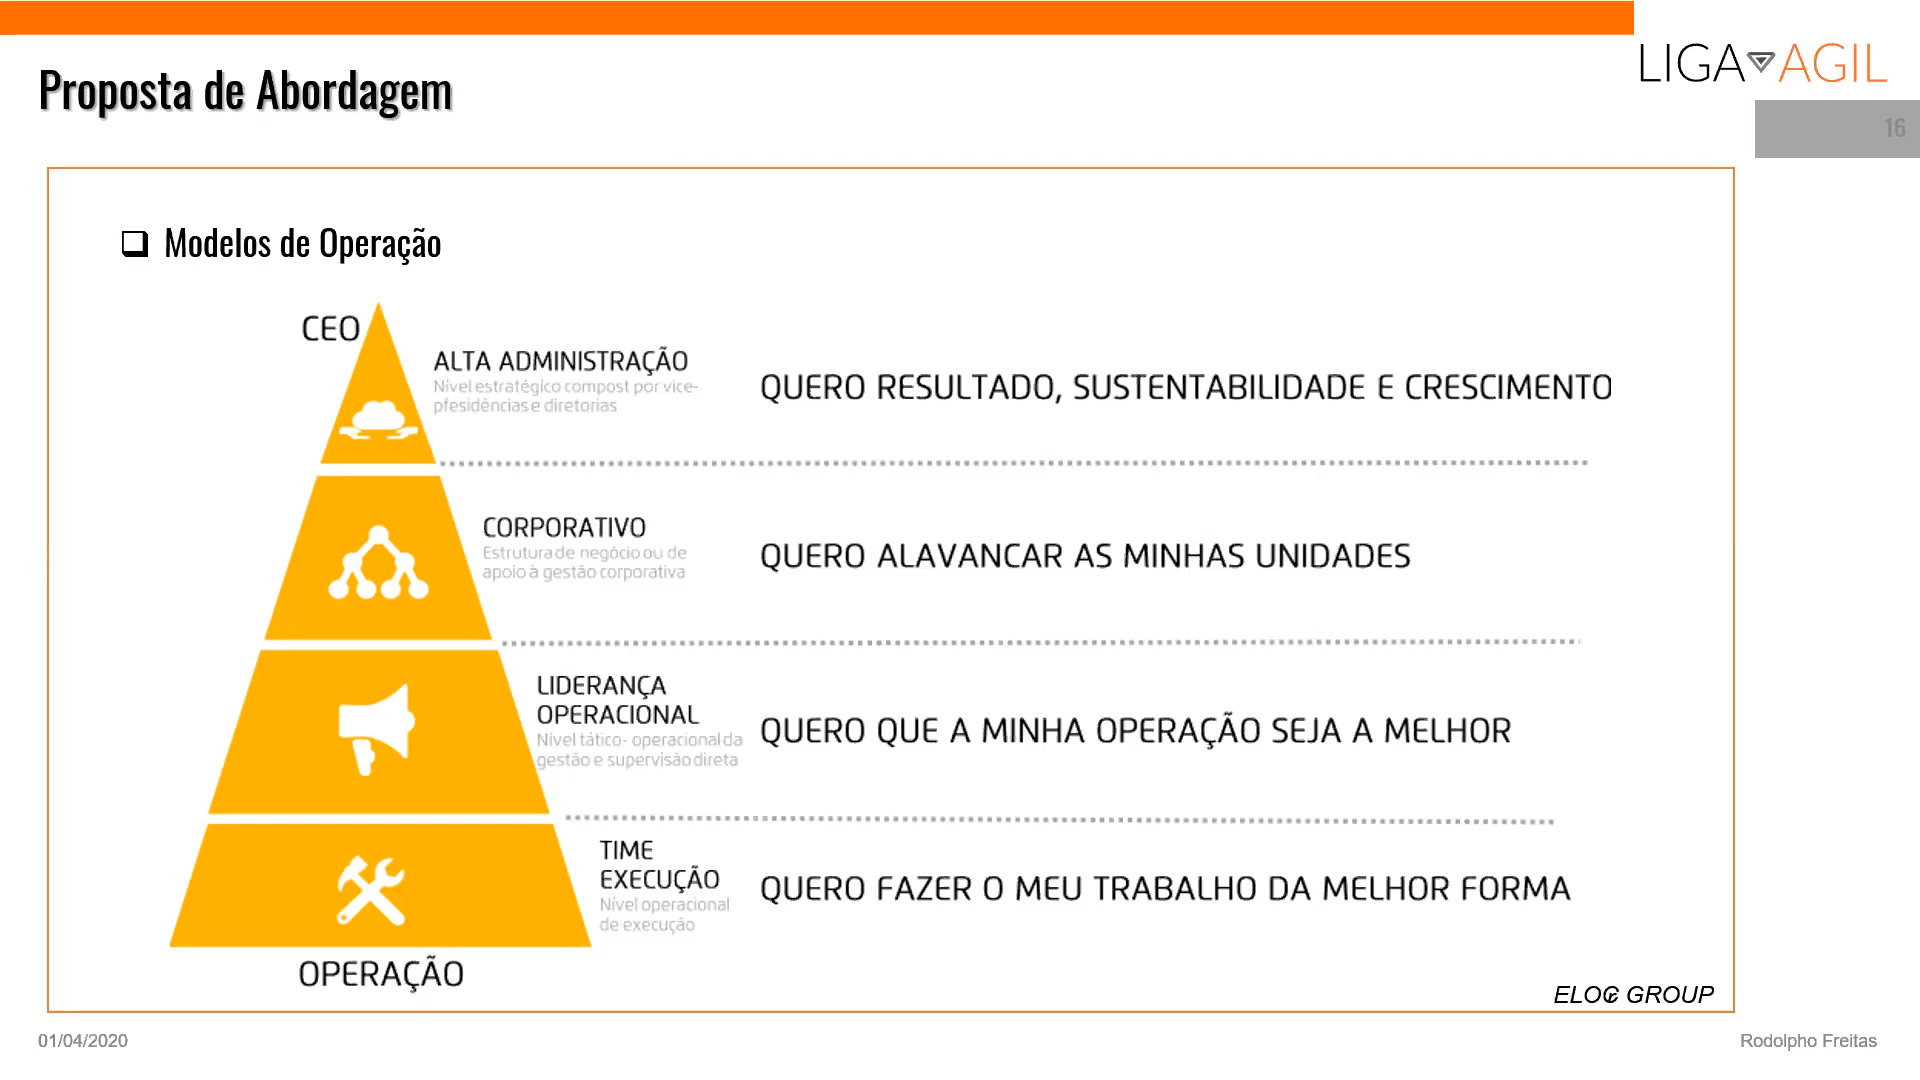 LIGA AGIL
Proposta de Abordagem
16
Modelos de Operação
CEO
ALTA ADMINISTRAÇÃO
Nível estratégico compost por vice-
pfesidências e diretorias
QUERO RESULTADO, SUSTENTABILIDADE E CRESCIMENTO
CORPORATIVO
Estrutura de negócio ou de
apoio à gestão corporativa
QUERO ALAVANCAR AS MINHAS UNIDADES
LIDERANÇA
OPERACIONAL
Nível tático- operacional da
gestão e supervisão direta
QUERO QUE A MINHA OPERAÇÃO SEJA A MELHOR
TIME
EXECUÇÃO
Nível operacional
de execução
QUERO FAZER O MEU TRABALHO DA MELHOR FORMA
OPERAÇÃO
GROUP
01/04/2020
Rodolpho Freitas